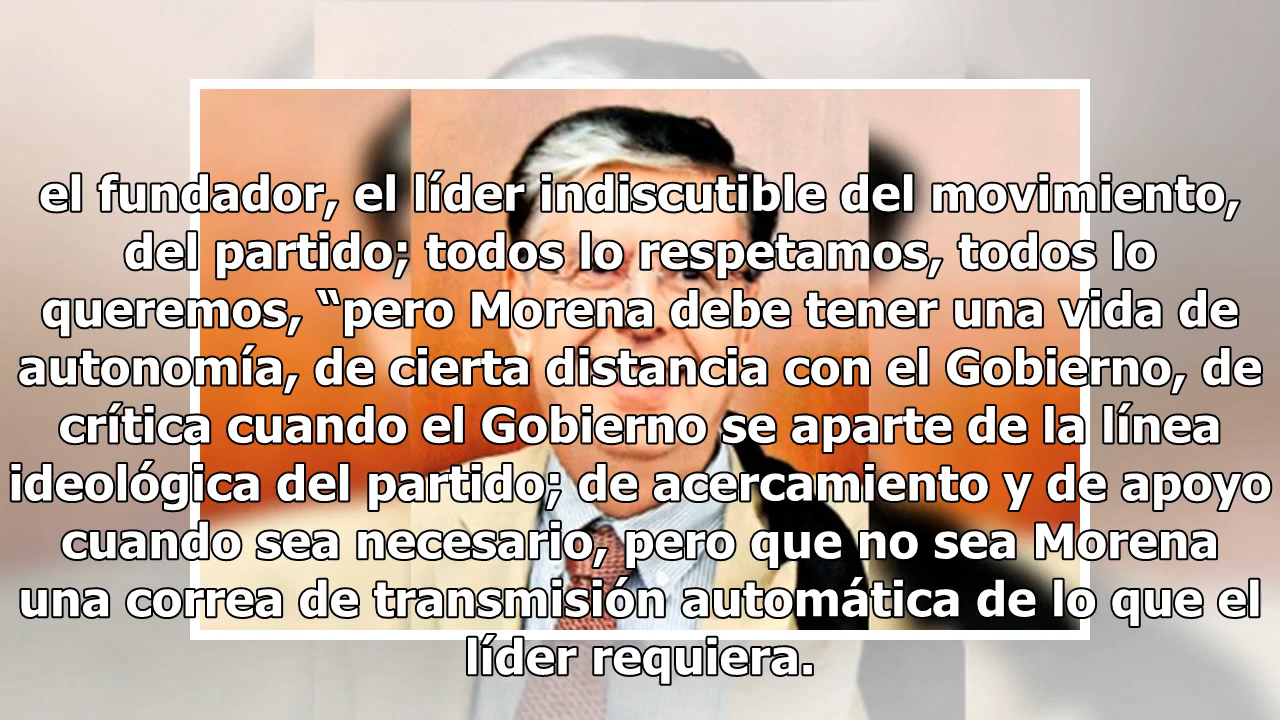 el fundador, el líder indiscutible del movimiento,
del partido; todos lo respetamos, todos lo
queremos, “pero Morena debe tener una vida de
autonomía, de cierta distancia con el Gobierno, de
crítica cuando el Gobierno se aparte de la línea
ideológica del partido; de acercamiento y de apoyo
cuando sea necesario, pero que no sea Morena
una correa de transmisión automática de lo que el
líder requiera.